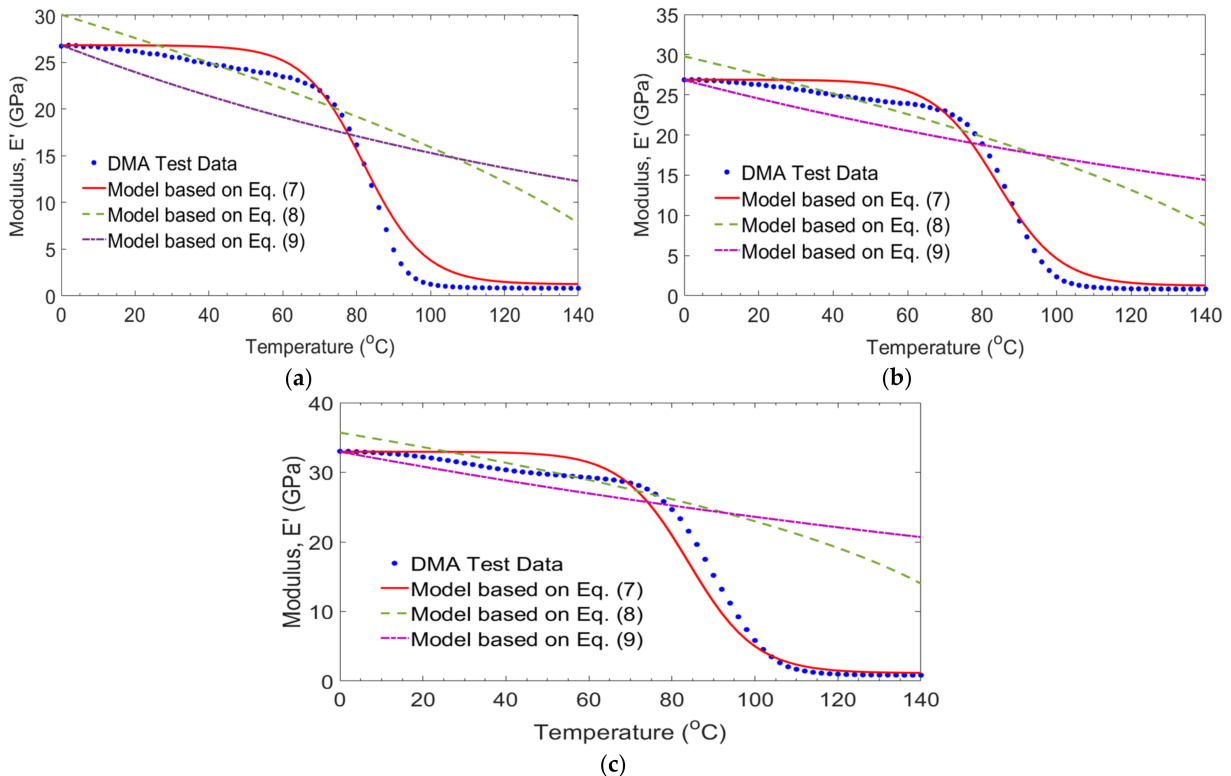 30
25
20
15
10
5
0
Modulus, E' (GPa)
DMA Test Data
Model based on Eq. (7)
Model based on Eq. (8)
Model based on Eq. (9)
0 20 40 60 80 100 120 140
Temperature (°C)
(a)
35
30
25
20
15
10
5
0
Modulus, E' (GPa)
DMA Test Data
Model based on Eq. (7)
Model based on Eq. (8)
Model based on Eq. (9)
0 20 40 60 80 100 120 140
Temperature (°C)
(b)
40
30
20
10
0
Modulus, E' (GPa)
DMA Test Data
Model based on Eq. (7)
Model based on Eq. (8)
Model based on Eq. (9)
0 20 40 60 80 100 120 140
Temperature (°C)
(c)